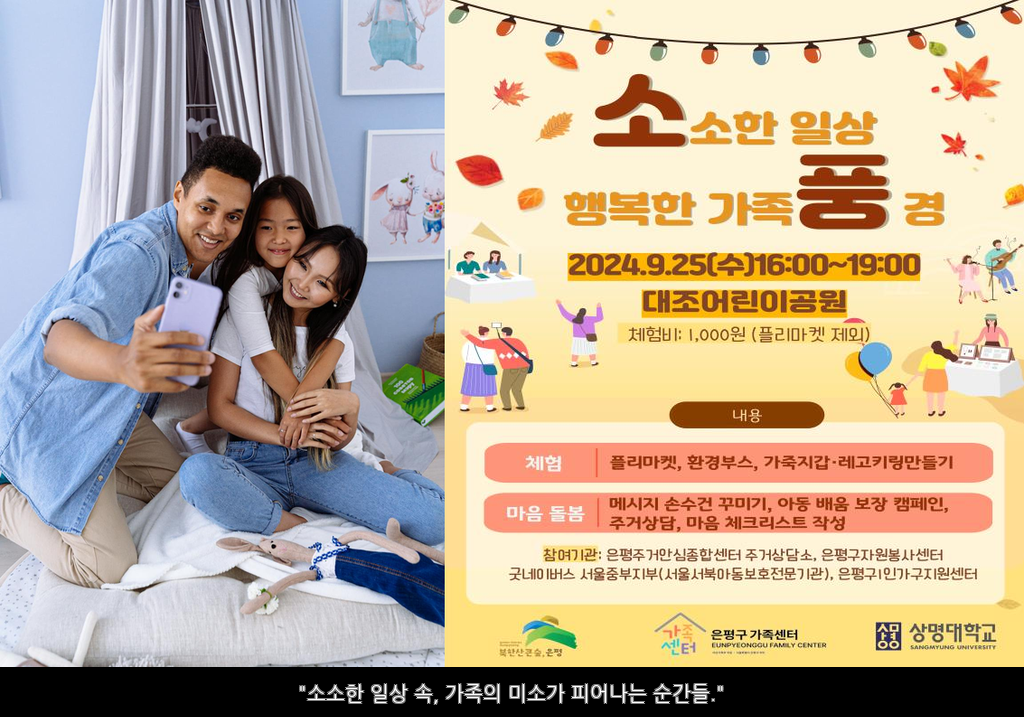 소소한 일상
행복한 가족풍경
2024.9.25(수)16:00~19:00
대조어린이공원
체험비: 1,000원 (플리마켓 제외)
내용
체험
플리마켓, 환경부스, 가죽지갑·레고키링만들기
마음 돌봄
메시지 손수건 꾸미기, 아동 배움 보장 캠페인,
주거상담, 마음 체크리스트 작성
참여기관: 은평주거안심종합센터 주거상담소, 은평구자원봉사센터
굿네이버스 서울중부지부(서울서북아동보호전문기관), 은평구1인가구지원센터
북한산 큰 숲, 은평
가족센터
은평구 가족센터
EUNPYEONGGU FAMILY CENTER
상명
상명대학교
SANGMYUNG UNIVERSITY
"소소한 일상 속, 가족의 미소가 피어나는 순간들."